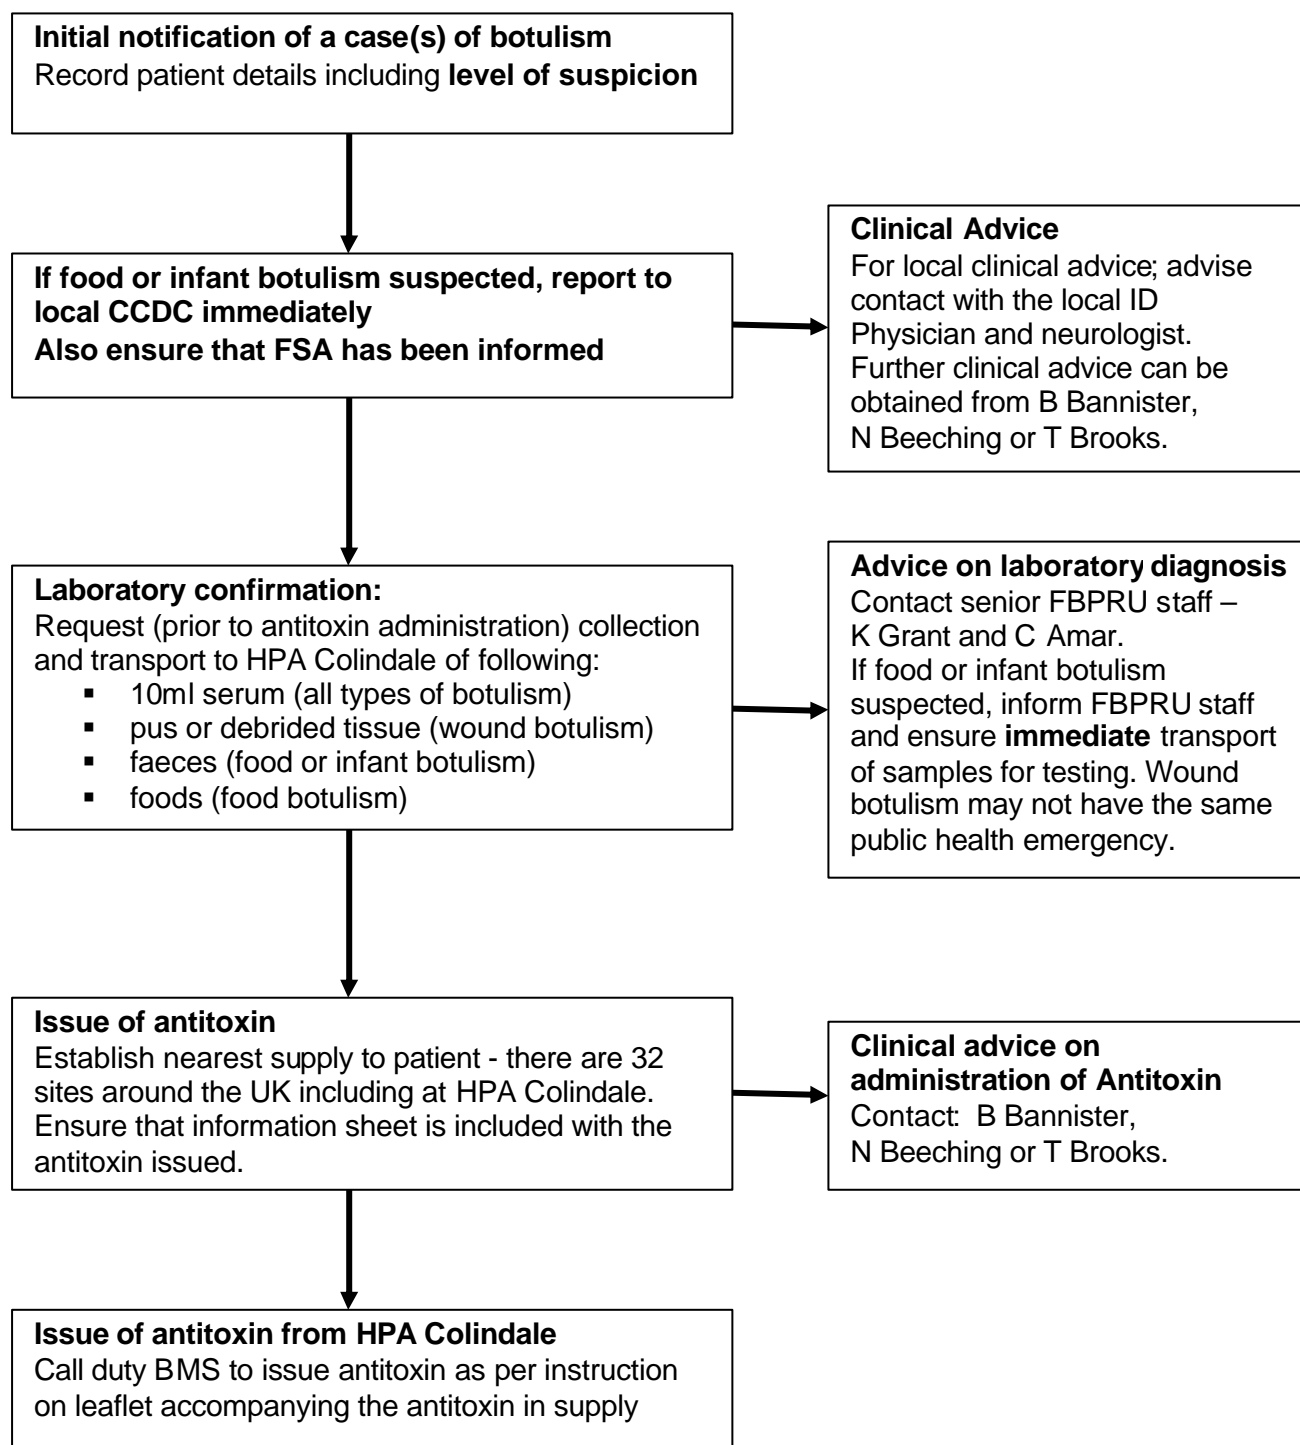 Initial notification of a case(s) of botulism
Record patient details including level of suspicion
If food or infant botulism suspected, report to
local CCDC immediately
Also ensure that FSA has been informed
Clinical Advice
For local clinical advice; advise
contact with the local ID
Physician and neurologist.
Further clinical advice can be
obtained from B Bannister,
N Beeching or T Brooks.
Laboratory confirmation:
Request (prior to antitoxin administration) collection
and transport to HPA Colindale of following:
▪ 10ml serum (all types of botulism)
▪ pus or debrided tissue (wound botulism)
▪ faeces (food or infant botulism)
▪ foods (food botulism)
Advice on laboratory diagnosis
Contact senior FBPRU staff –
K Grant and C Amar.
If food or infant botulism
suspected, inform FBPRU staff
and ensure immediate transport
of samples for testing. Wound
botulism may not have the same
public health emergency.
Issue of antitoxin
Establish nearest supply to patient - there are 32
sites around the UK including at HPA Colindale.
Ensure that information sheet is included with the
antitoxin issued.
Clinical advice on
administration of Antitoxin
Contact: B Bannister,
N Beeching or T Brooks.
Issue of antitoxin from HPA Colindale
Call duty BMS to issue antitoxin as per instruction
on leaflet accompanying the antitoxin in supply